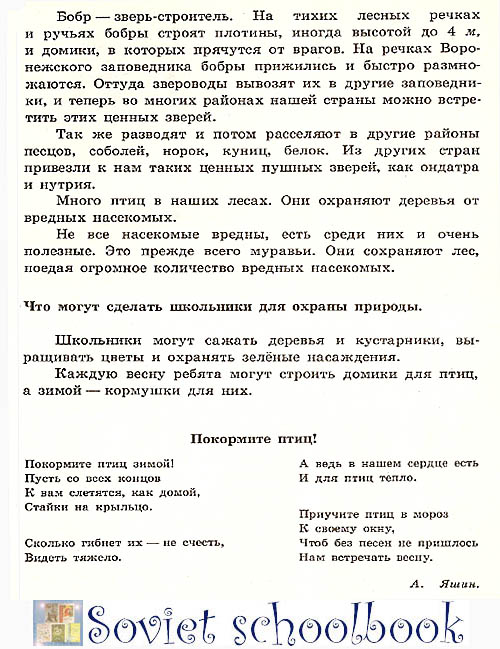 Бобр — зверь-строитель. На тихих лесных речках
и ручьях бобры строят плотины, иногда высотой до 4 м,
и домики, в которых прячутся от врагов. На речках Воро-
нежского заповедника бобры прижились и быстро размно-
жаются. Оттуда звероводы вывозят их в другие заповедни-
ки, и теперь во многих районах нашей страны можно встре-
тить этих ценных зверей.
Так же разводят и потом расселяют в другие районы
песцов, соболей, норок, куниц, белок. Из других стран
привезли к нам таких ценных пушных зверей, как ондатра
и нутрия.
Много птиц в наших лесах. Они охраняют деревья от
вредных насекомых.
Не все насекомые вредны, есть среди них и очень
полезные. Это прежде всего муравьи. Они сохраняют лес,
поедая огромное количество вредных насекомых.
Что могут сделать школьники для охраны природы.
Школьники могут сажать деревья и кустарники, вы-
ращивать цветы и охранять зелёные насаждения.
Каждую весну ребята могут строить домики для птиц,
а зимой — кормушки для них.
Покормите птиц!
Покормите птиц зимой!
Пусть со всех концов
К вам слетятся, как домой,
Стайки на крыльцо.
Сколько гибнет их — не счесть,
Видеть тяжело.
А ведь в нашем сердце есть
И для птиц тепло.
Приучите птиц в мороз
К своему окну,
Чтоб без песен не пришлось
Нам встречать весну.
А. Яшин.
Soviet schoolbook